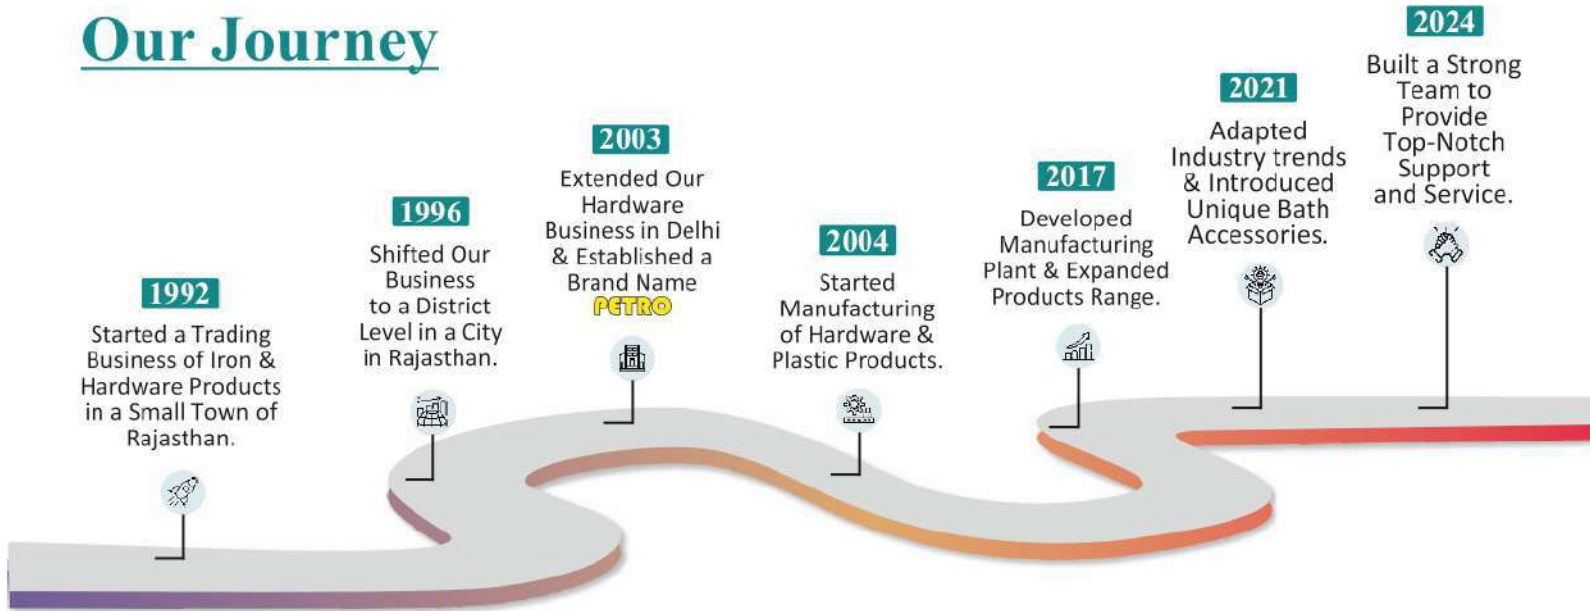 Our Journey
1992
Started a Trading
Business of Iron &
Hardware Products
in a Small Town of
Rajasthan.
1996
Shifted Our
Business
to a District
Level in a City
in Rajasthan.
2003
Extended Our
Hardware
Business in Delhi
& Established a
Brand Name
PETRO
2004
Started
Manufacturing
of Hardware &
Plastic Products.
2017
Developed
Manufacturing
Plant & Expanded
Products Range.
2021
Adapted
Industry trends
& Introduced
Unique Bath
Accessories.
2024
Built a Strong
Team to
Provide
Top-Notch
Support
and Service.